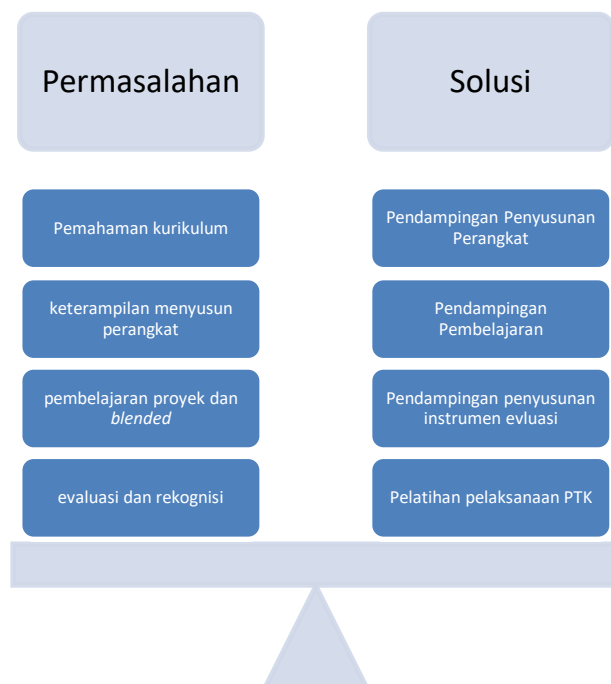 Permasalahan
Pemahaman kurikulum
keterampilan menyusun
perangkat
pembelajaran proyek dan
blended
evaluasi dan rekognisi
Solusi
Pendampingan Penyusunan
Perangkat
Pendampingan
Pembelajaran
Pendampingan penyusunan
instrumen evluasi
Pelatihan pelaksanaan PTK